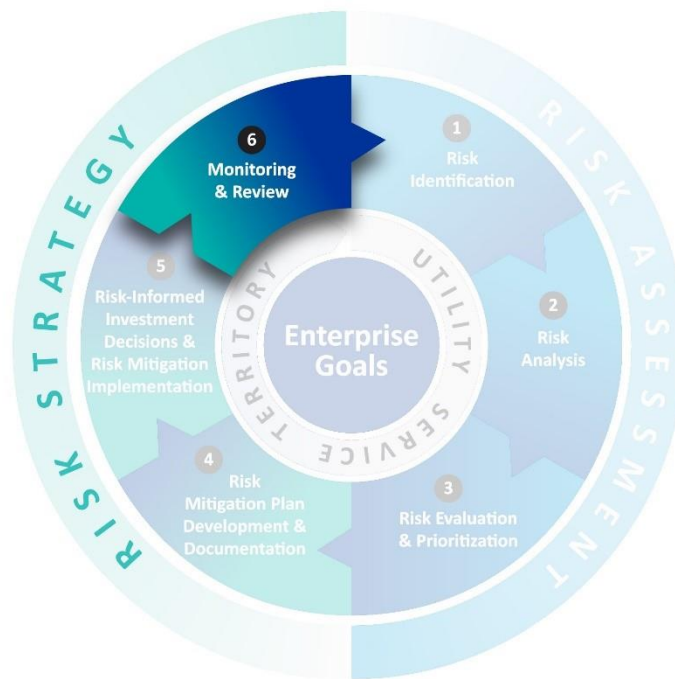 RISK STRATEGY
RISK ASSESSMENT
1
Risk
Identification
2
Risk
Analysis
3
Risk Evaluation
& Prioritization
4
Risk
Mitigation Plan
Development &
Documentation
5
Risk-Informed
Investment
Decisions &
Risk Mitigation
Implementation
6
Monitoring
& Review
UTILITY SERVICE TERRITORY
Enterprise
Goals